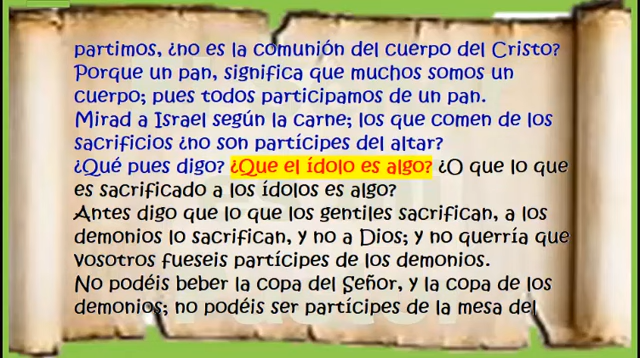 partimos, ¿no es la comunión del cuerpo del Cristo?
Porque un pan, significa que muchos somos un
cuerpo; pues todos participamos de un pan.
Mirad a Israel según la carne; los que comen de los
sacrificios ¿no son partícipes del altar?
¿Qué pues digo? ¿Que el ídolo es algo? ¿O que lo que
es sacrificado a los ídolos es algo?
Antes digo que lo que los gentiles sacrifican, a los
demonios lo sacrifican, y no a Dios; y no querría que
vosotros fueseis partícipes de los demonios.
No podéis beber la copa del Señor, y la copa de los
demonios; no podéis ser partícipes de la mesa del